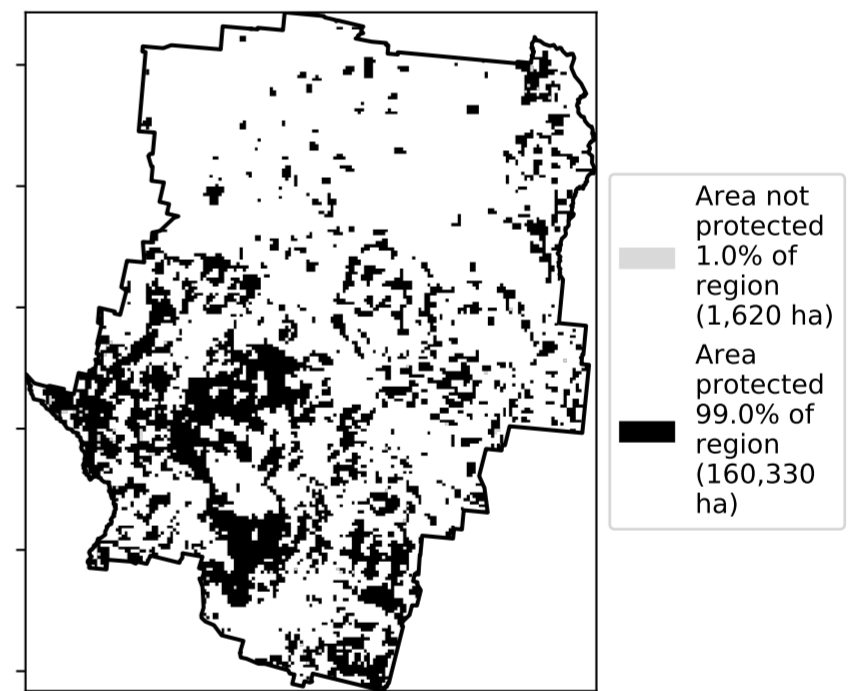 Area not
protected
1.0% of
region
(1,620 ha)
Area
protected
99.0% of
region
(160,330
ha)